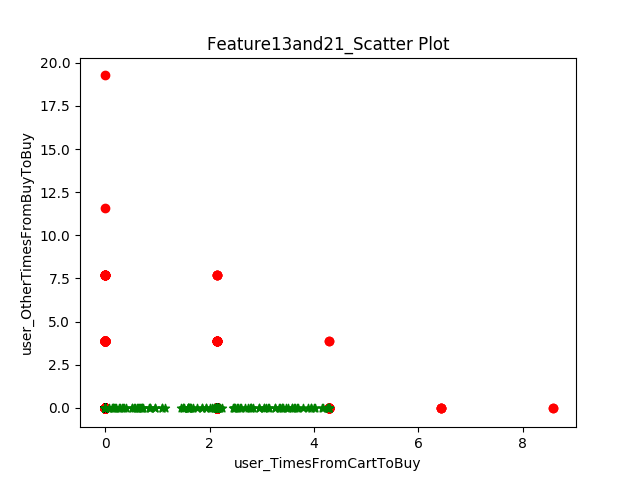 Feature13and21_Scatter Plot
20.0
17.5
15.0
12.5
10.0
7.5
5.0
2.5
0.0
user_OtherTimesFromBuyToBuy
0 2 4 6 8
user_TimesFromCartToBuy